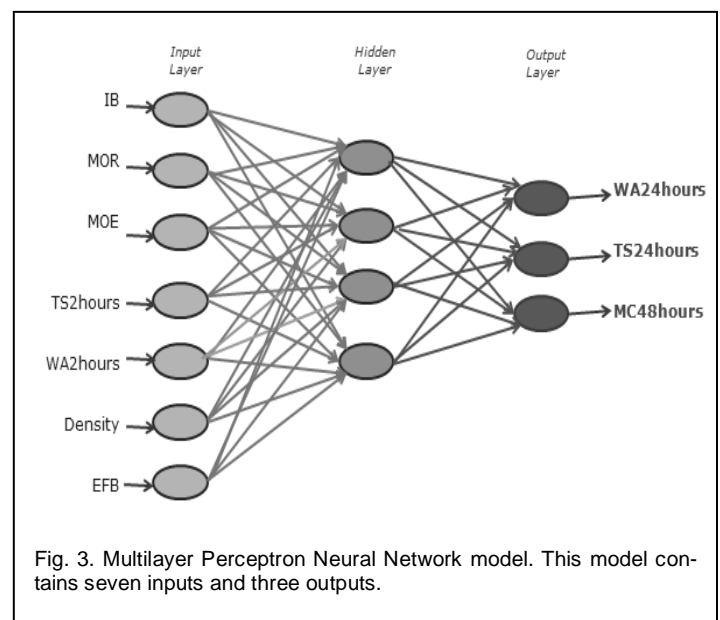 Input
Layer
Hidden
Layer
Output
Layer
IB
MOR
MOE
TS2hours
WA2hours
Density
EFB
WA24hours
TS24hours
MC48hours
Fig. 3. Multilayer Perceptron Neural Network model. This model con-
tains seven inputs and three outputs.